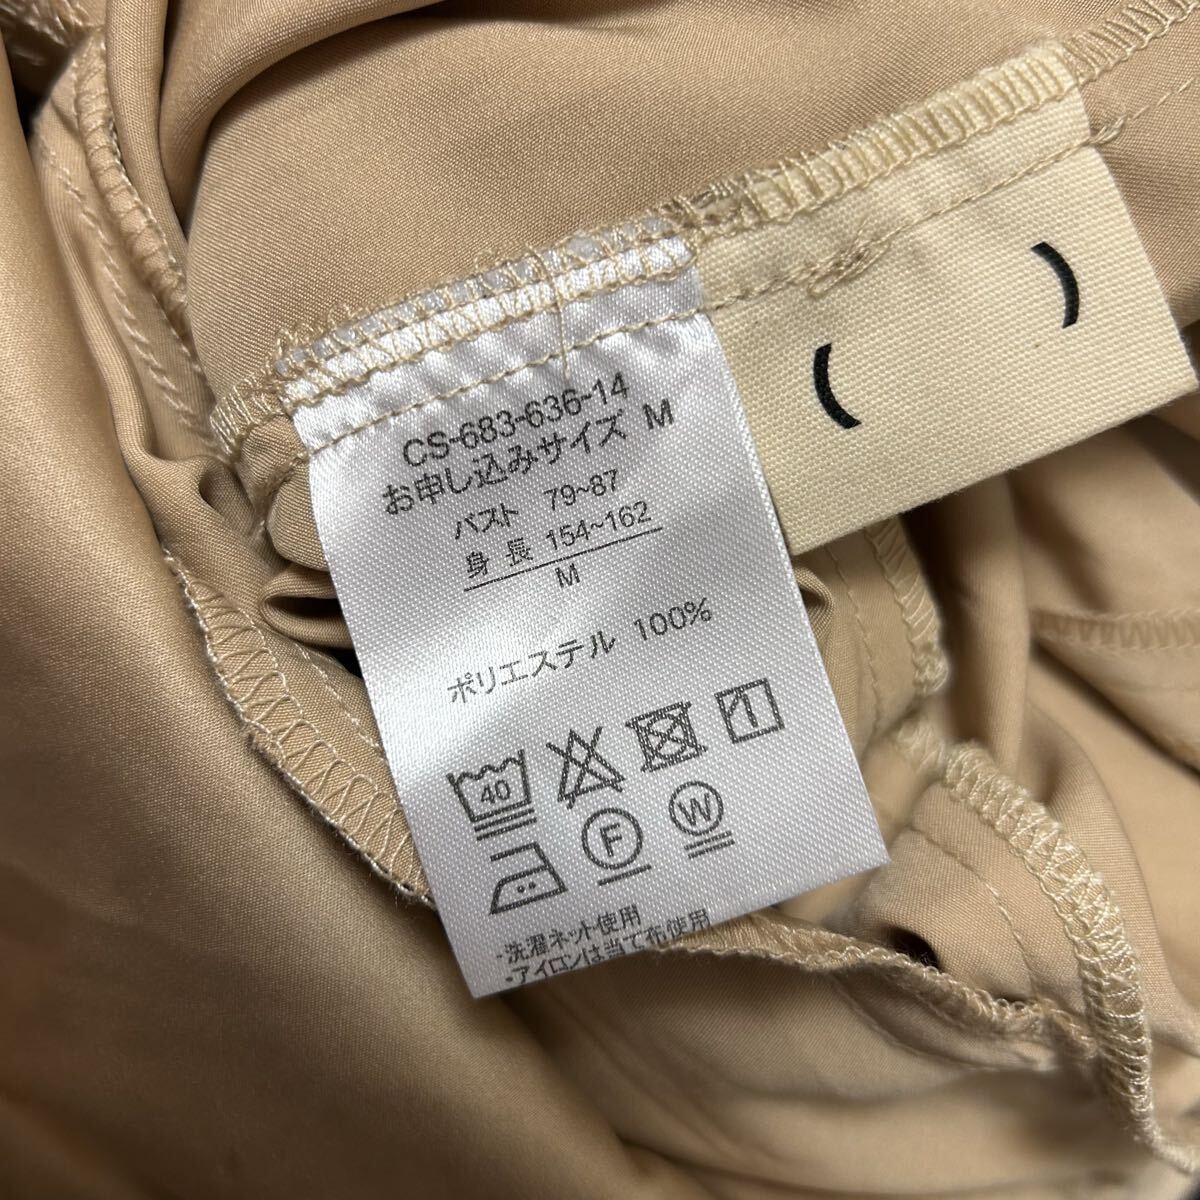 CS-683-636-14
お申し込みサイズ M
バスト 79~87
身長 154~162
M
ポリエステル 100%
40
F
W
・洗濯ネット使用
・アイロンは当て布使用
( )